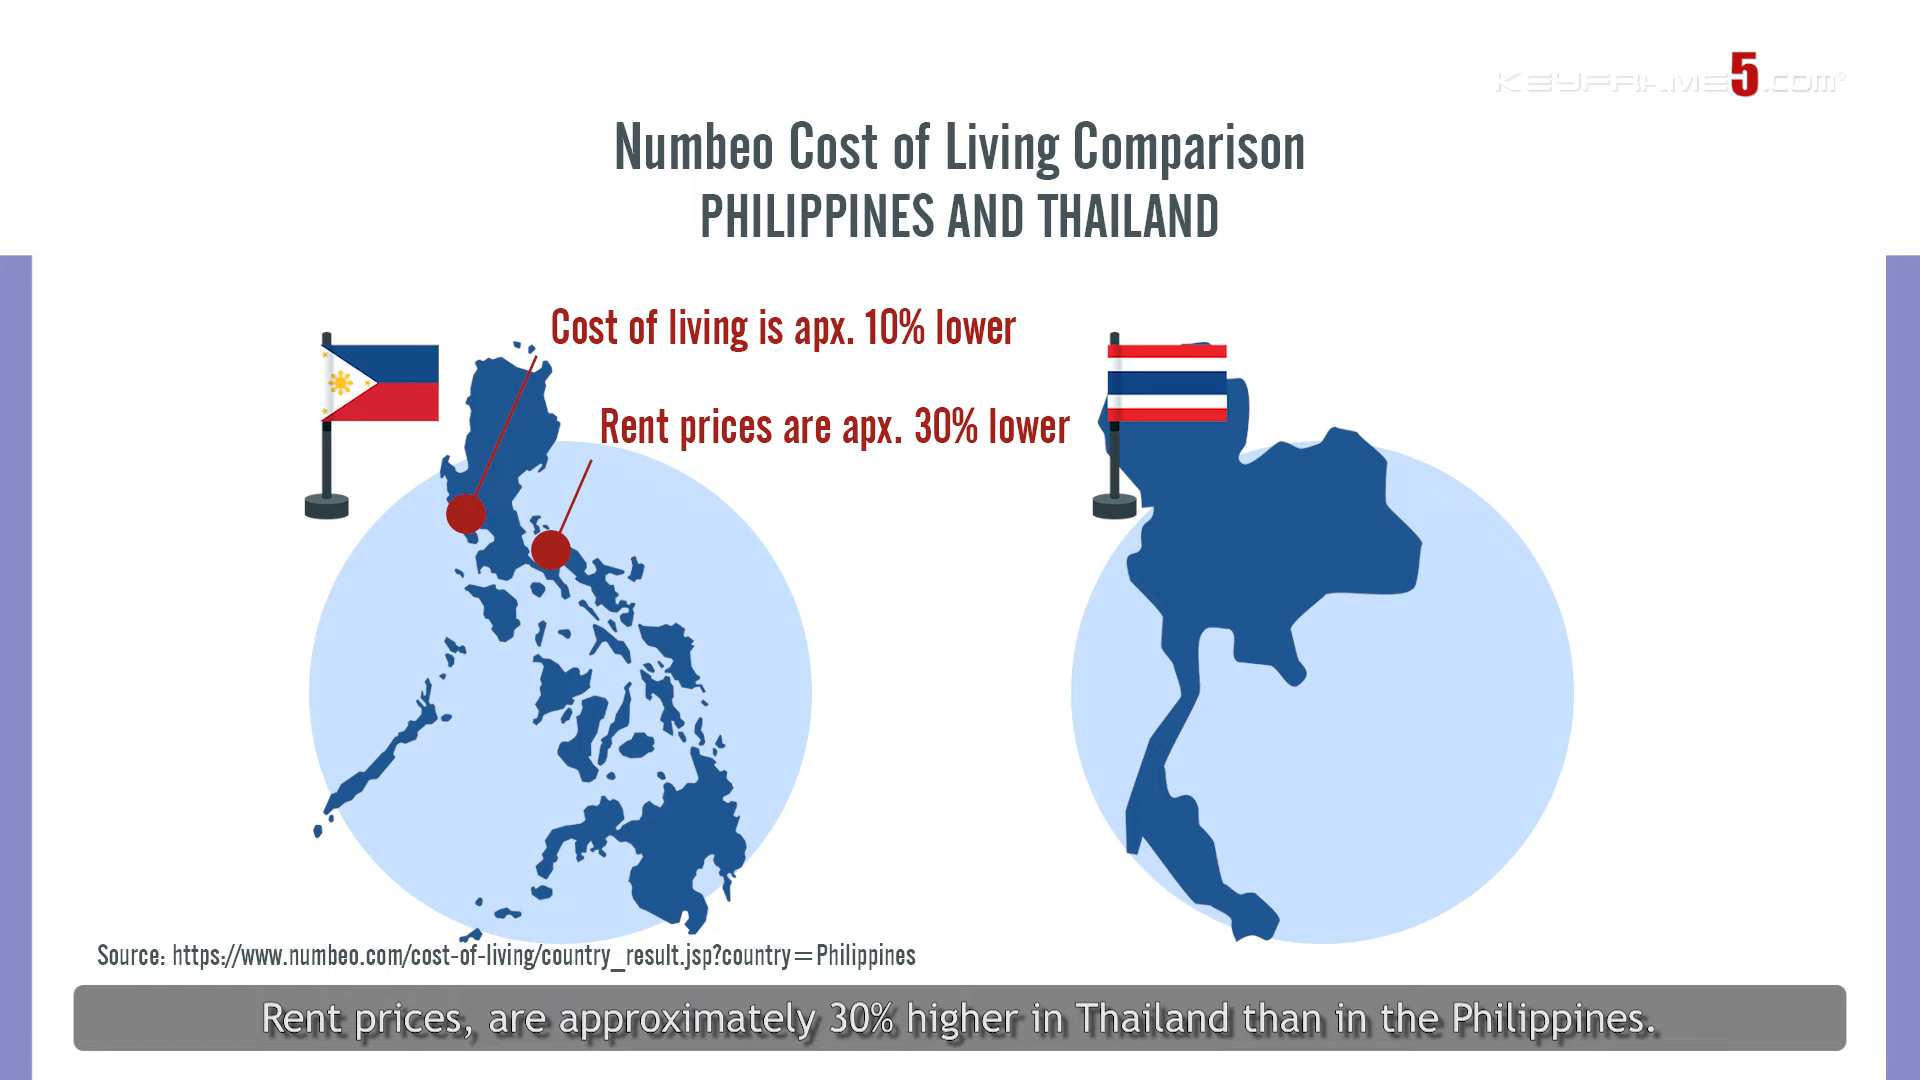 KEYFRAME5.com®
Numbeo Cost of Living Comparison
PHILIPPINES AND THAILAND
Cost of living is apx. 10% lower
Rent prices are apx. 30% lower
Source: https://www.numbeo.com/cost-of-living/country_result.jsp?country=Philippines
Rent prices, are approximately 30% higher in Thailand than in the Philippines.